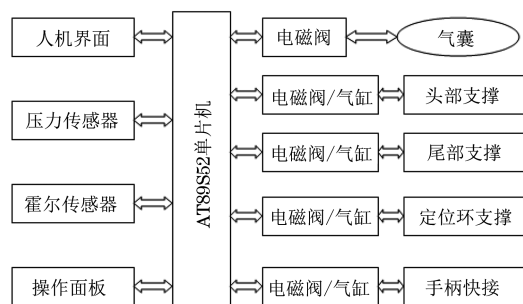 人机界面
电磁阀
气囊
压力传感器
AT89S52单片机
电磁阀/气缸
头部支撑
电磁阀/气缸
尾部支撑
霍尔传感器
电磁阀/气缸
定位环支撑
操作面板
电磁阀/气缸
手柄快接